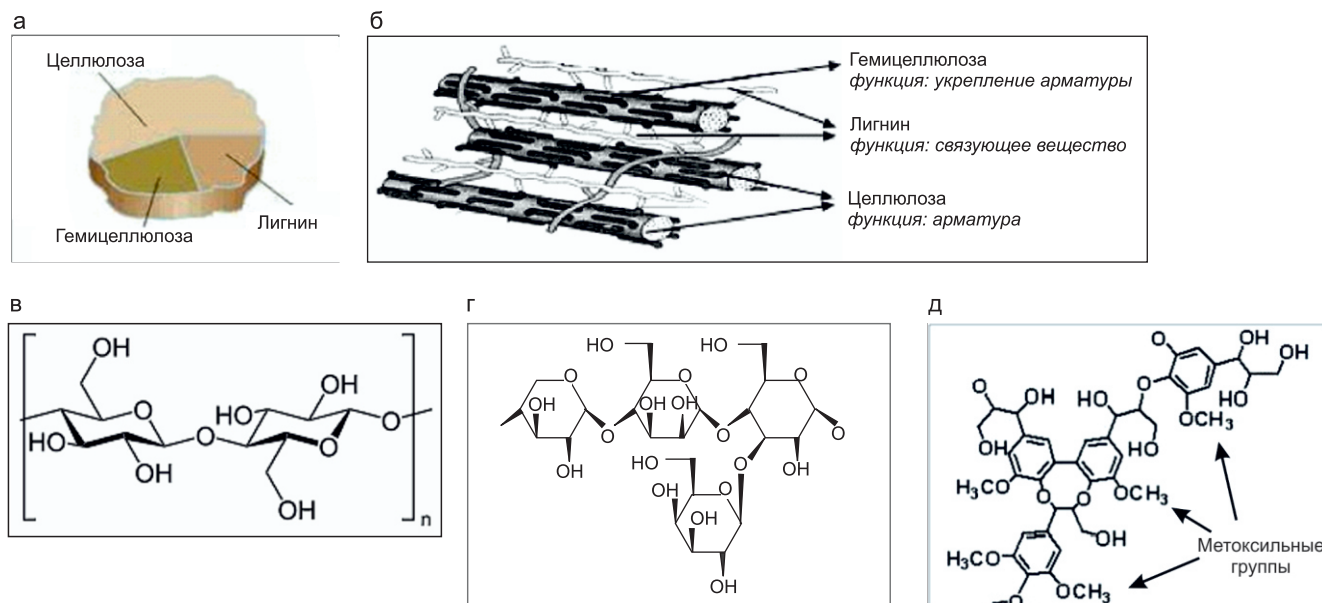 а
Целлюлоза
Гемицеллюлоза
Лигнин
б
Гемицеллюлоза
функция: укрепление арматуры
Лигнин
функция: связующее вещество
Целлюлоза
функция: арматура
в
OH
O
OH
OH
HO
O
O
HO
O
OH
O
OH
n
г
HO
HO
O
O
O
OH
OH
OH
O
O
O
OH
HO
O
OH
OH
O
OH
OH
OH
д
O
OH
OH
O
O
OH
OH
HO
OCH₃
HO
HO
OH
H₃CO
O
O
OCH₃
OH
Метоксильные
группы
H₃CO
OCH₃